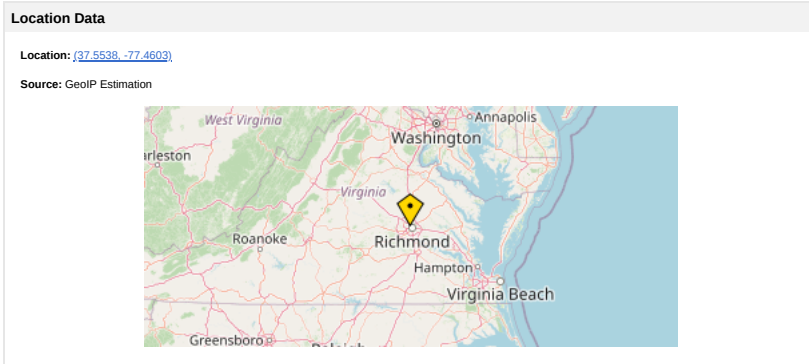 Location Data
Location: (37.5538, -77.4603)
Source: GeoIP Estimation
West Virginia
Annapolis
Washington
arleston
Virginia
Roanoke
Richmond
Hampton
Virginia Beach
Greensboro